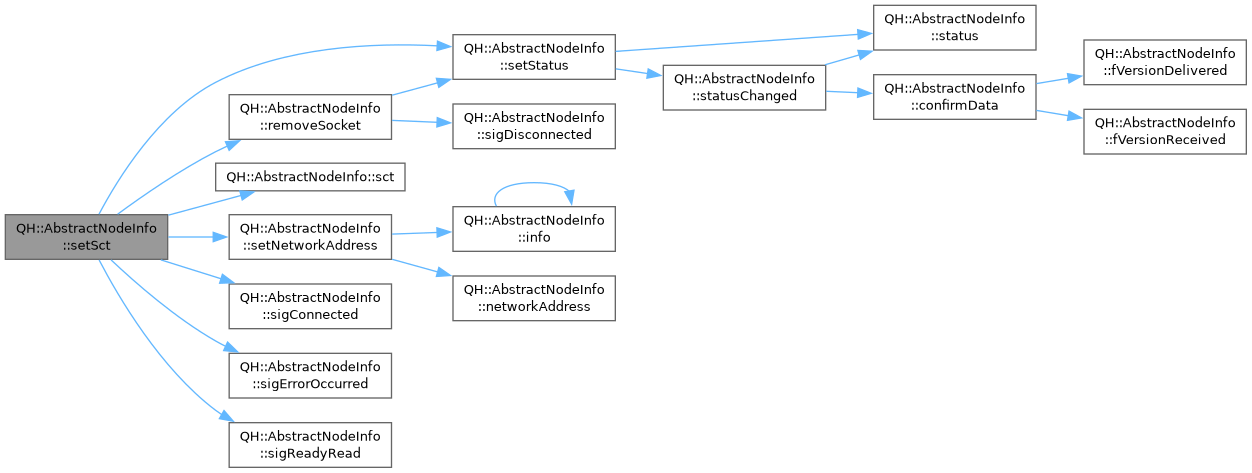 QH::AbstractNodeInfo
::setSct
QH::AbstractNodeInfo
::removeSocket
QH::AbstractNodeInfo::sct
QH::AbstractNodeInfo
::setNetworkAddress
QH::AbstractNodeInfo
::sigConnected
QH::AbstractNodeInfo
::sigErrorOccurred
QH::AbstractNodeInfo
::sigReadyRead
QH::AbstractNodeInfo
::setStatus
QH::AbstractNodeInfo
::sigDisconnected
QH::AbstractNodeInfo
::info
QH::AbstractNodeInfo
::networkAddress
QH::AbstractNodeInfo
::statusChanged
QH::AbstractNodeInfo
::status
QH::AbstractNodeInfo
::confirmData
QH::AbstractNodeInfo
::fVersionDelivered
QH::AbstractNodeInfo
::fVersionReceived